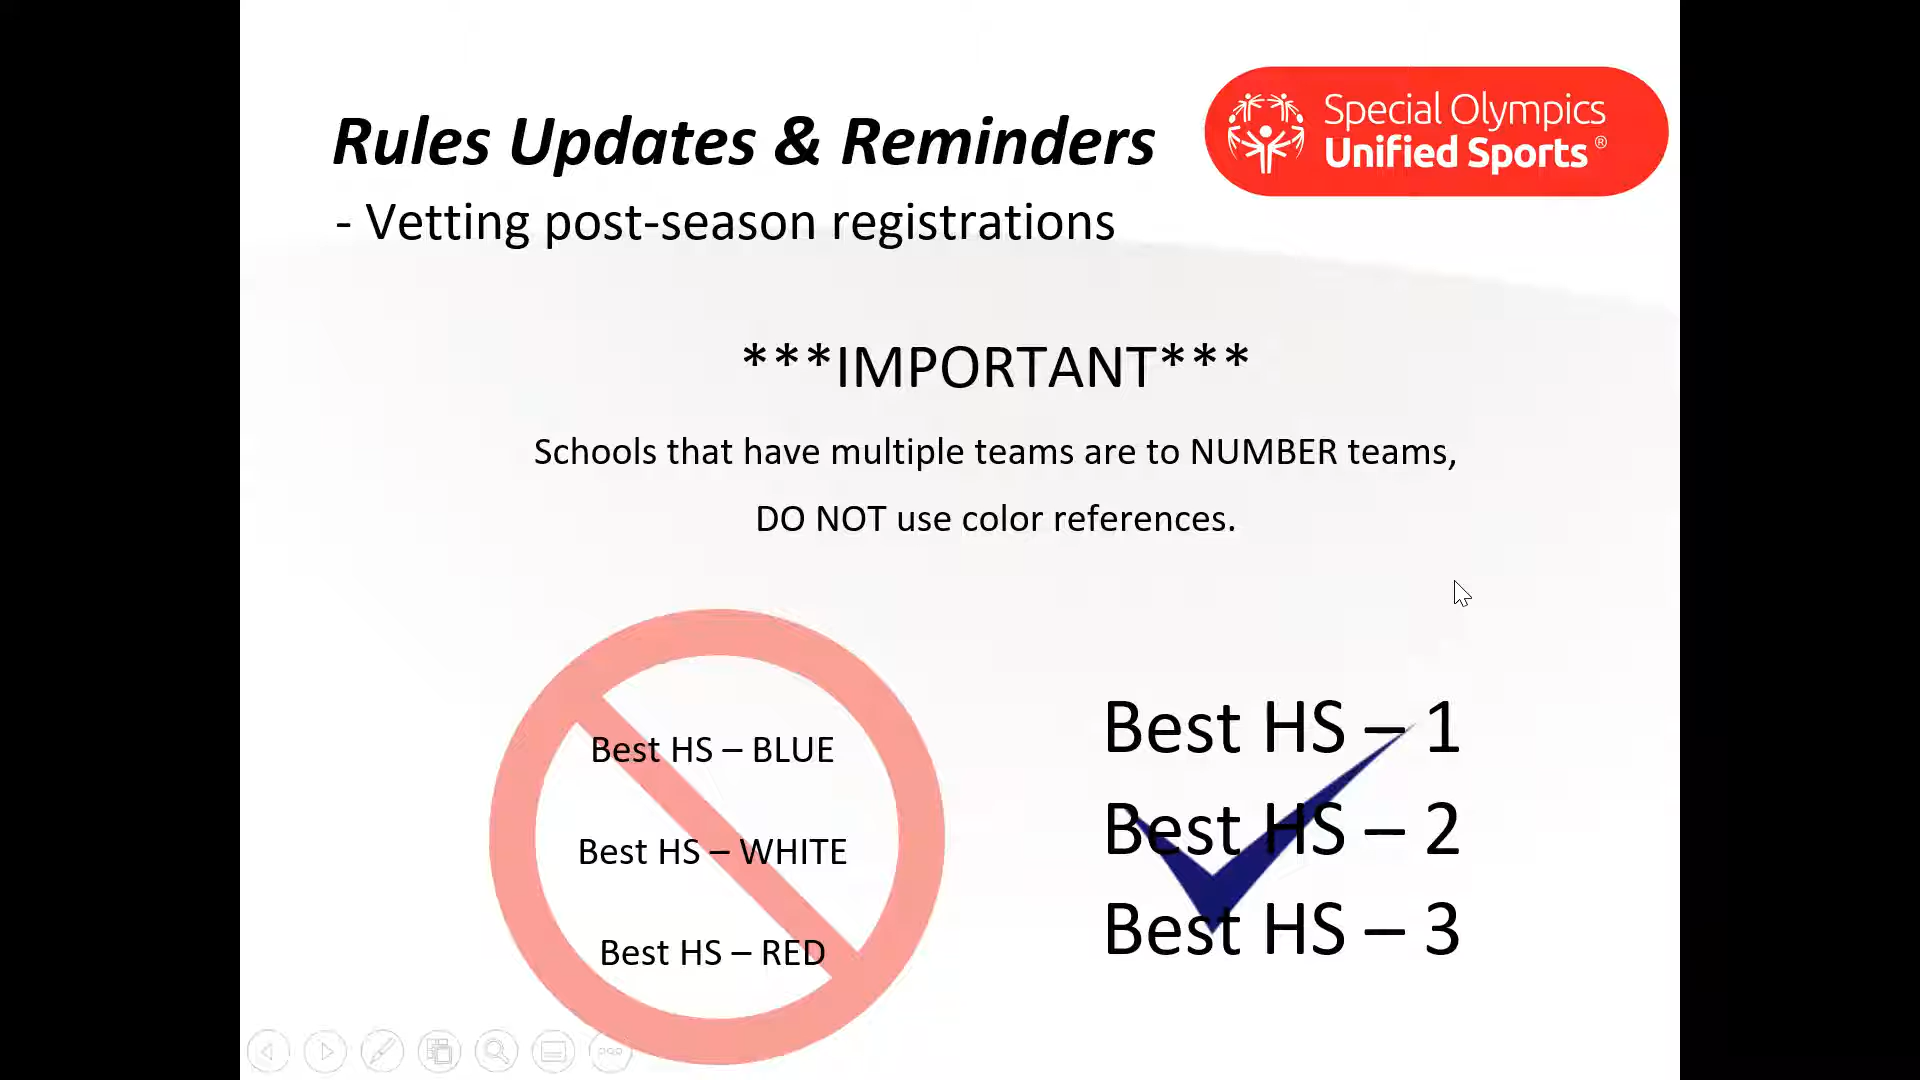 Rules Updates & Reminders
Special Olympics
Unified Sports®
- Vetting post-season registrations
***IMPORTANT***
Schools that have multiple teams are to NUMBER teams,
DO NOT use color references.
Best HS – BLUE
Best HS – WHITE
Best HS – RED
Best HS – 1
Best HS – 2
Best HS – 3